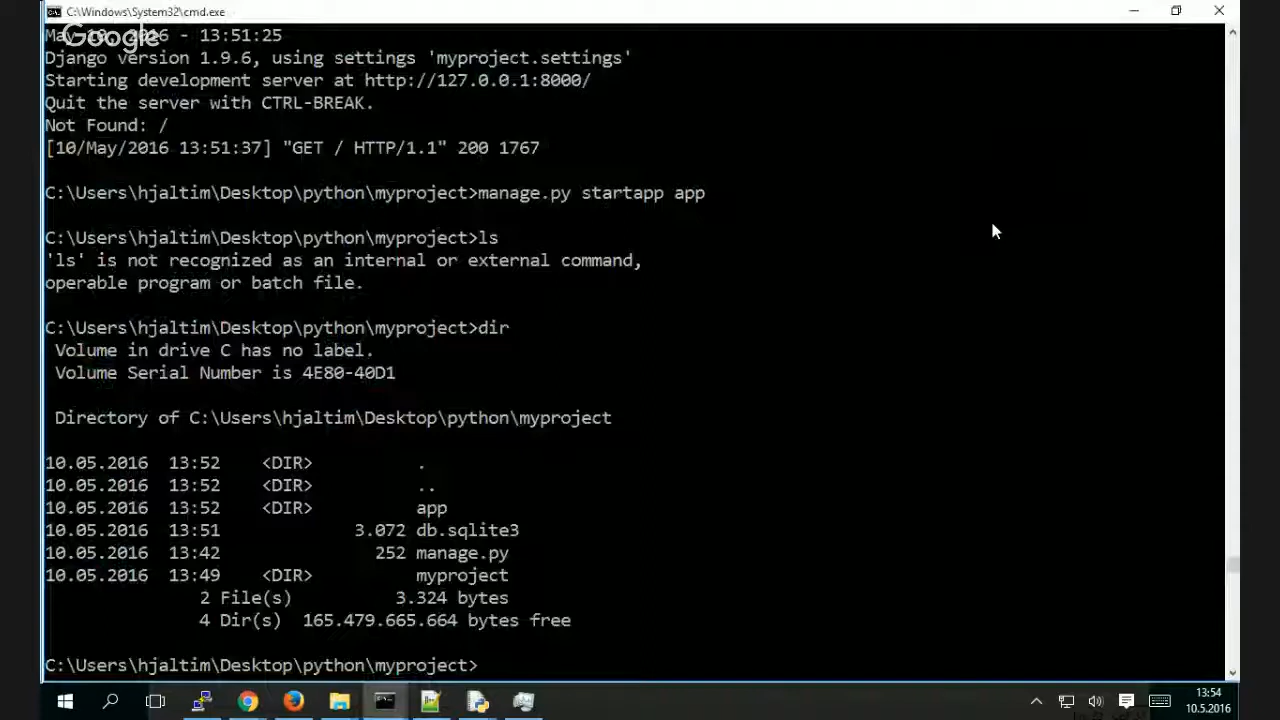 C:\Windows\System32\cmd.exe
Google
2016 - 13:51:25
Django version 1.9.6, using settings 'myproject.settings'
Starting development server at http://127.0.0.1:8000/
Quit the server with CTRL-BREAK.
Not Found: /
[10/May/2016 13:51:37] "GET / HTTP/1.1" 200 1767
C:\Users\hjaltim\Desktop\python\myproject>manage.py startapp app
C:\Users\hjaltim\Desktop\python\myproject>ls
'ls' is not recognized as an internal or external command,
operable program or batch file.
C:\Users\hjaltim\Desktop\python\myproject>dir
Volume in drive C has no label.
Volume Serial Number is 4E80-40D1
Directory of C:\Users\hjaltim\Desktop\python\myproject
10.05.2016 13:52 <DIR> .
10.05.2016 13:52 <DIR> ..
10.05.2016 13:52 <DIR> app
10.05.2016 13:51 3.072 db.sqlite3
10.05.2016 13:42 252 manage.py
10.05.2016 13:49 <DIR> myproject
2 File(s) 3.324 bytes
4 Dir(s) 165.479.665.664 bytes free
C:\Users\hjaltim\Desktop\python\myproject>
13:54
10.5.2016